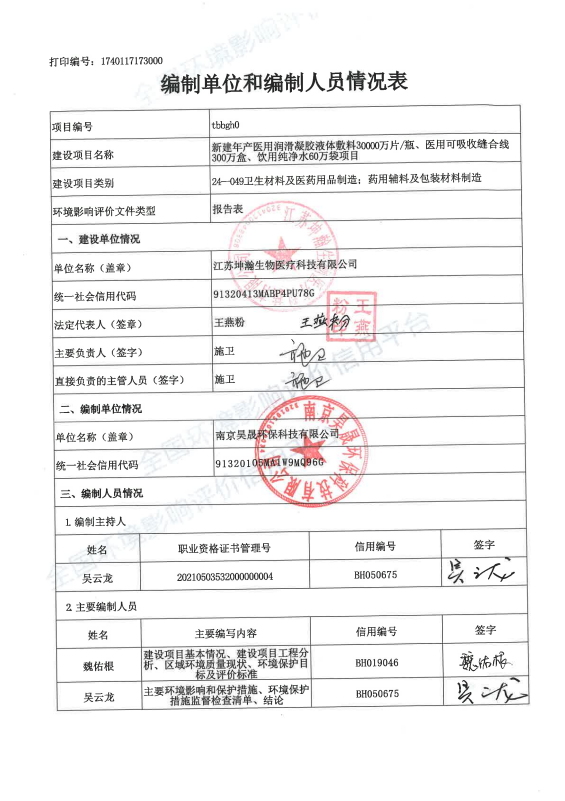 打印编号：1740117173000
编制单位和编制人员情况表
项目编号 tbbgh0
建设项目名称 新建年产医用润滑凝胶液体敷料30000万片/瓶、医用可吸收缝合线
300万盒、饮用纯净水60万袋项目
建设项目类别 24—049卫生材料及医药用品制造；药用辅料及包装材料制造
环境影响评价文件类型 报告表
一、建设单位情况
单位名称（盖章） 江苏坤瀚生物医疗科技有限公司
统一社会信用代码 91320413MABP4PU78G
法定代表人（签章） 王燕粉 王燕粉
主要负责人（签字） 施卫 施卫
直接负责的主管人员（签字） 施卫 施卫
二、编制单位情况
单位名称（盖章） 南京昊晟环保科技有限公司
统一社会信用代码 91320105MA1W9MQ96G
三、编制人员情况
1.编制主持人
姓名 职业资格证书管理号 信用编号 签字
吴云龙 20210503532000000004 BH050675 吴云龙
2.主要编制人员
姓名 主要编写内容 信用编号 签字
魏佑根 建设项目基本情况、建设项目工程分
析、区域环境质量现状、环境保护目
标及评价标准 BH019046 魏佑根
吴云龙 主要环境影响和保护措施、环境保护
措施监督检查清单、结论 BH050675 吴云龙